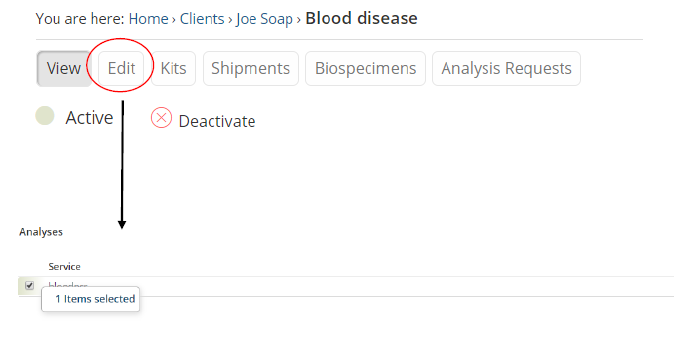 You are here: Home › Clients › Joe Soap › Blood disease
View Edit Kits Shipments Biospecimens Analysis Requests
Active Deactivate
Analyses
Service
1 Items selected